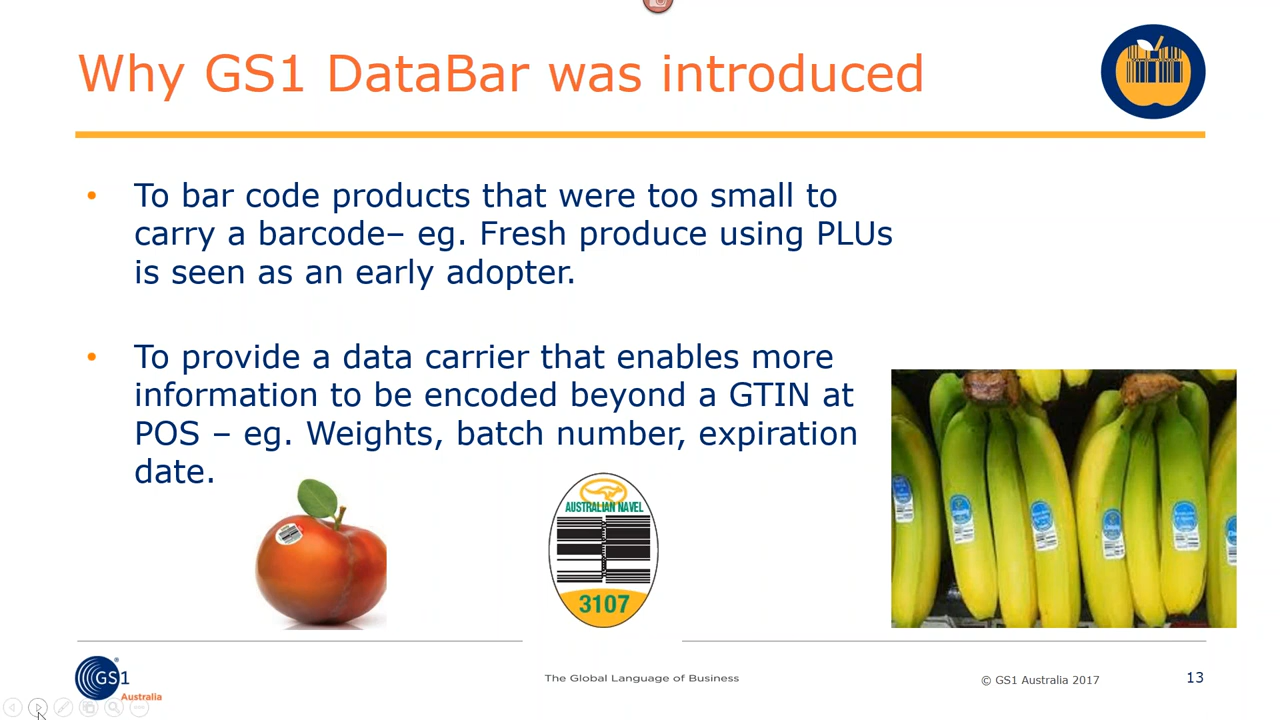 Why GS1 DataBar was introduced
• To bar code products that were too small to
carry a barcode– eg. Fresh produce using PLUs
is seen as an early adopter.
• To provide a data carrier that enables more
information to be encoded beyond a GTIN at
POS – eg. Weights, batch number, expiration
date.
AUSTRALIAN NAVEL
3107
GS1
®
Australia
The Global Language of Business
© GS1 Australia 2017
13